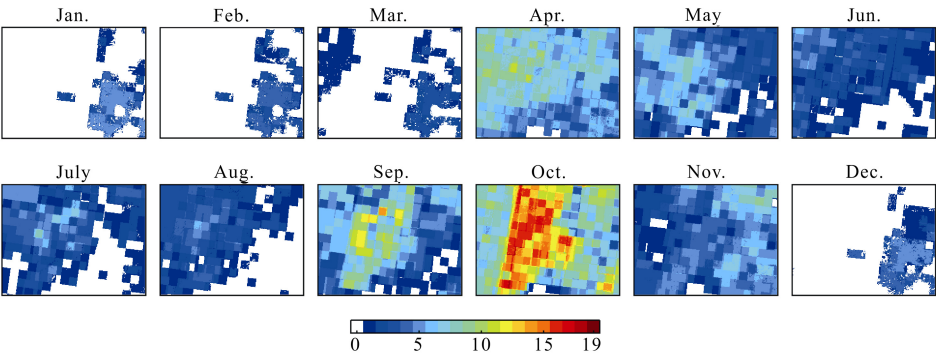 Jan. Feb. Mar. Apr. May Jun.
July Aug. Sep. Oct. Nov. Dec.
0 5 10 15 19